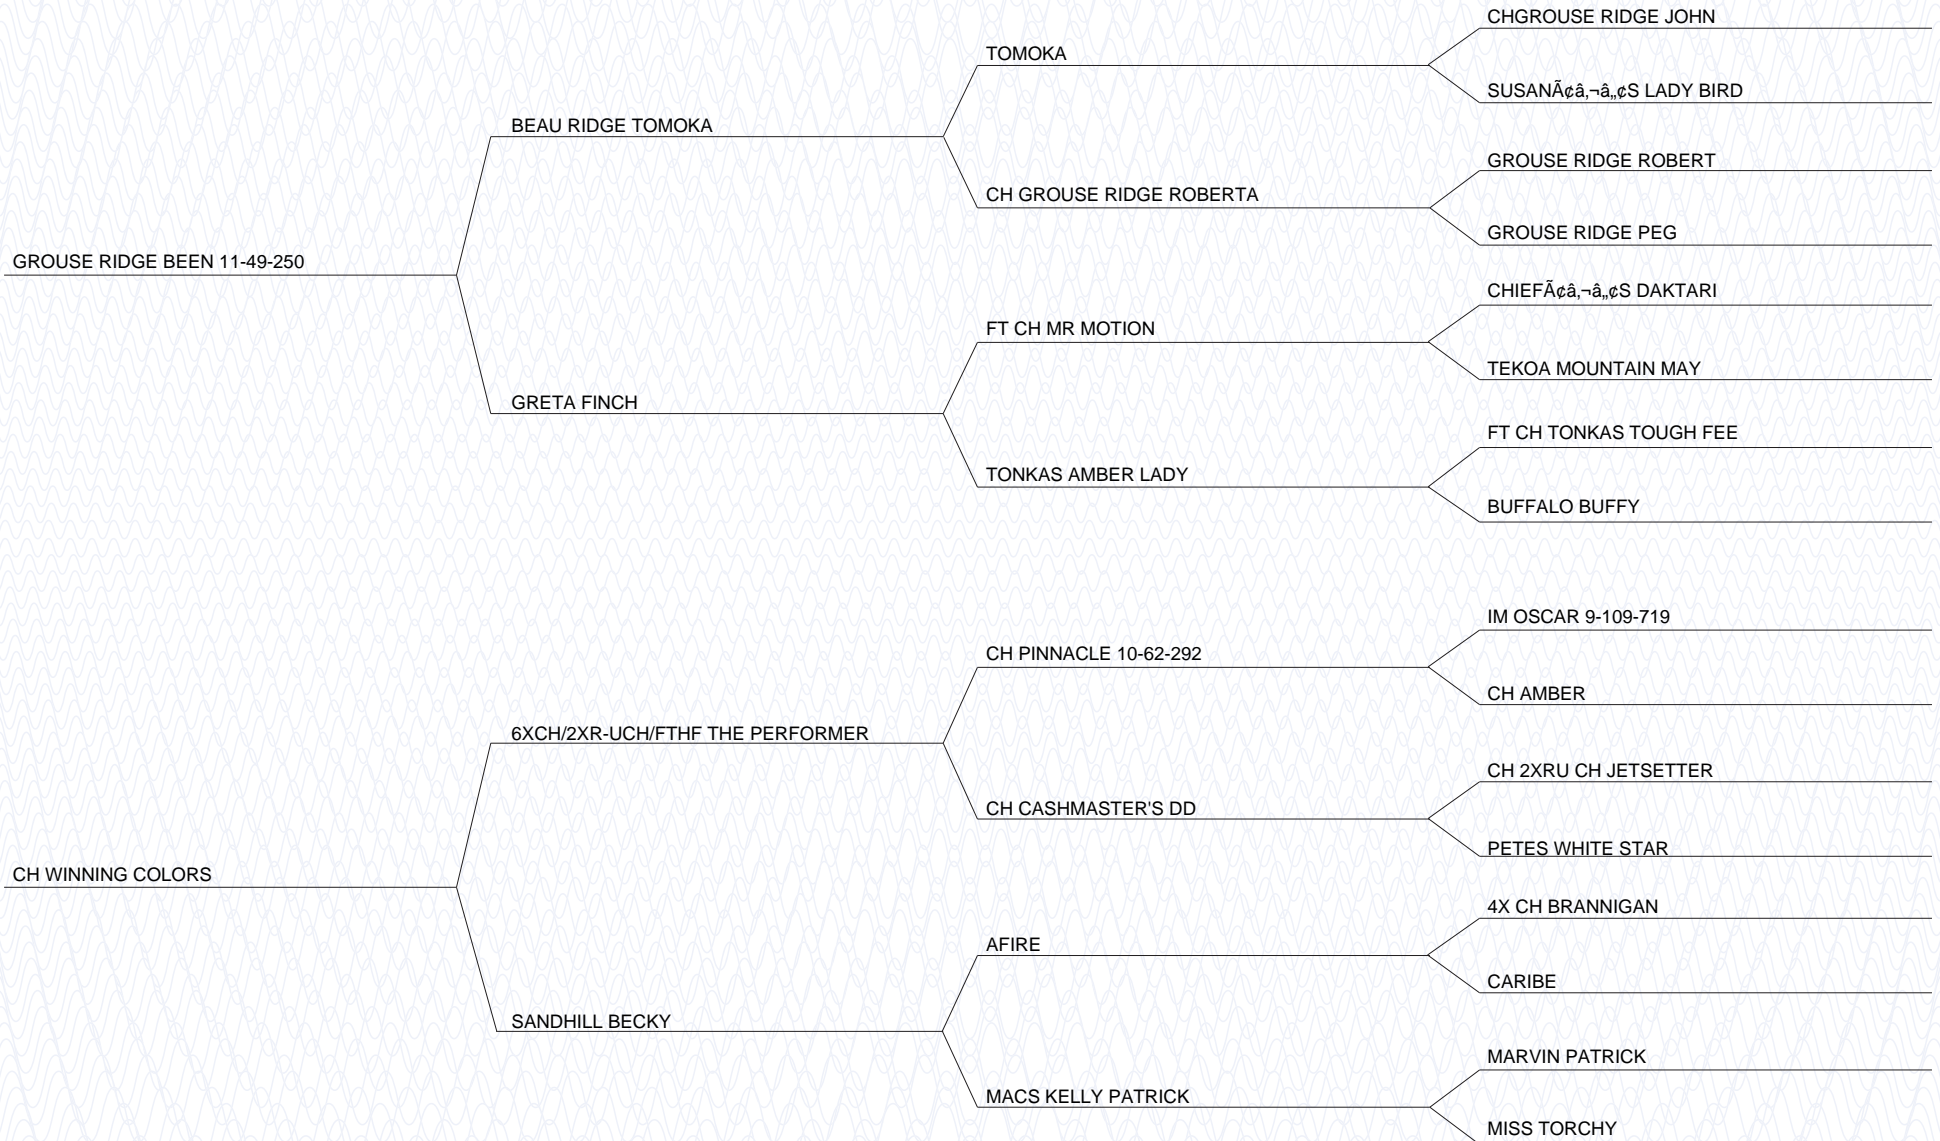 CHGROUSE RIDGE JOHN
TOMOKA
SUSANÃ¢â‚¬â„¢S LADY BIRD
BEAU RIDGE TOMOKA
GROUSE RIDGE ROBERT
CH GROUSE RIDGE ROBERTA
GROUSE RIDGE PEG
GROUSE RIDGE BEEN 11-49-250
CHIEFÃ¢â‚¬â„¢S DAKTARI
FT CH MR MOTION
TEKOA MOUNTAIN MAY
GRETA FINCH
FT CH TONKAS TOUGH FEE
TONKAS AMBER LADY
BUFFALO BUFFY
IM OSCAR 9-109-719
CH PINNACLE 10-62-292
CH AMBER
6XCH/2XR-UCH/FTHF THE PERFORMER
CH 2XRU CH JETSETTER
CH CASHMASTER'S DD
PETES WHITE STAR
CH WINNING COLORS
4X CH BRANNIGAN
AFIRE
CARIBE
SANDHILL BECKY
MARVIN PATRICK
MACS KELLY PATRICK
MISS TORCHY